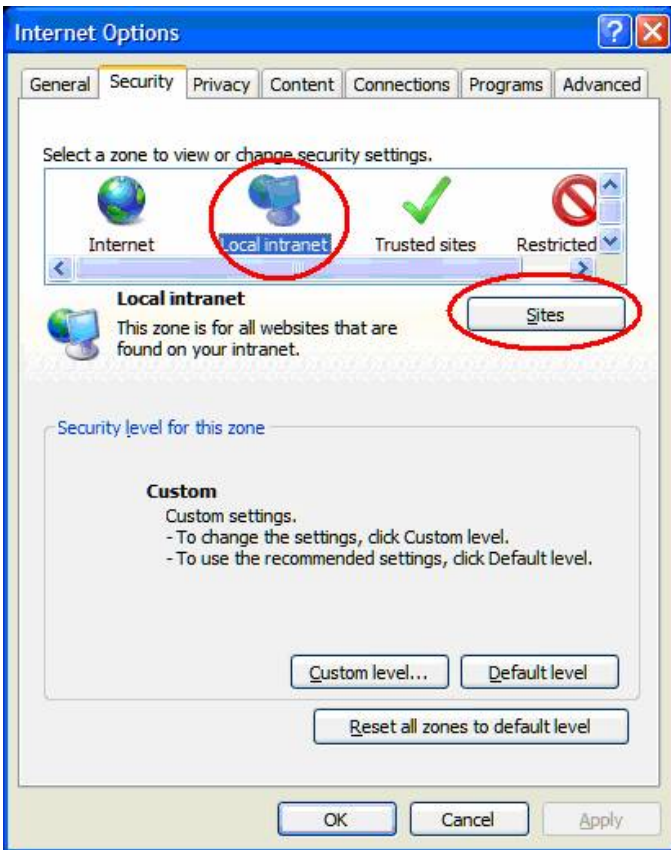 Internet Options
General Security Privacy Content Connections Programs Advanced
Select a zone to view or change security settings.
Internet Local intranet Trusted sites Restricted
Local intranet
Sites
This zone is for all websites that are
found on your intranet.
Security level for this zone
Custom
Custom settings.
- To change the settings, click Custom level.
- To use the recommended settings, click Default level.
Custom level... Default level
Reset all zones to default level
OK Cancel Apply